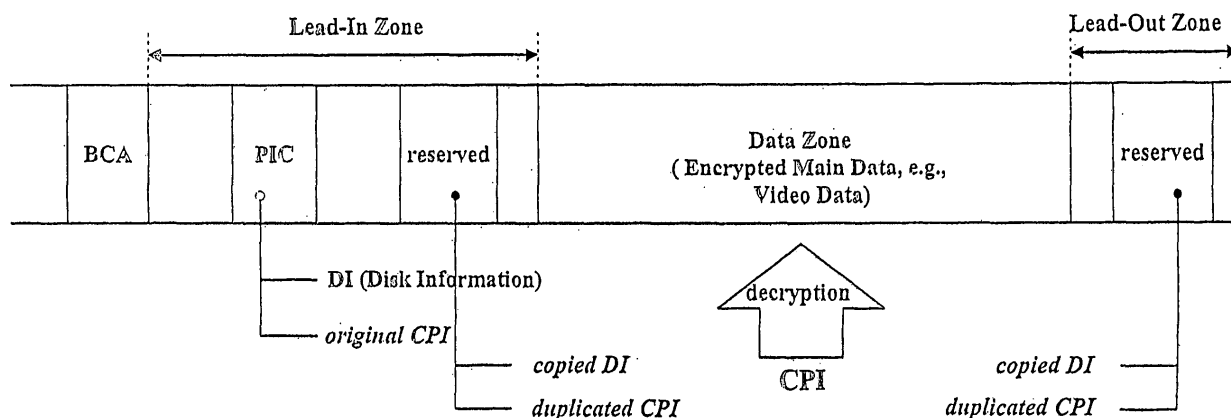 Lead-In Zone
Lead-Out Zone
BCA
PIC
reserved
Data Zone
( Encrypted Main Data, e.g.,
Video Data)
reserved
DI (Disk Information)
original CPI
decryption
copied DI
CPI
copied DI
duplicated CPI
duplicated CPI